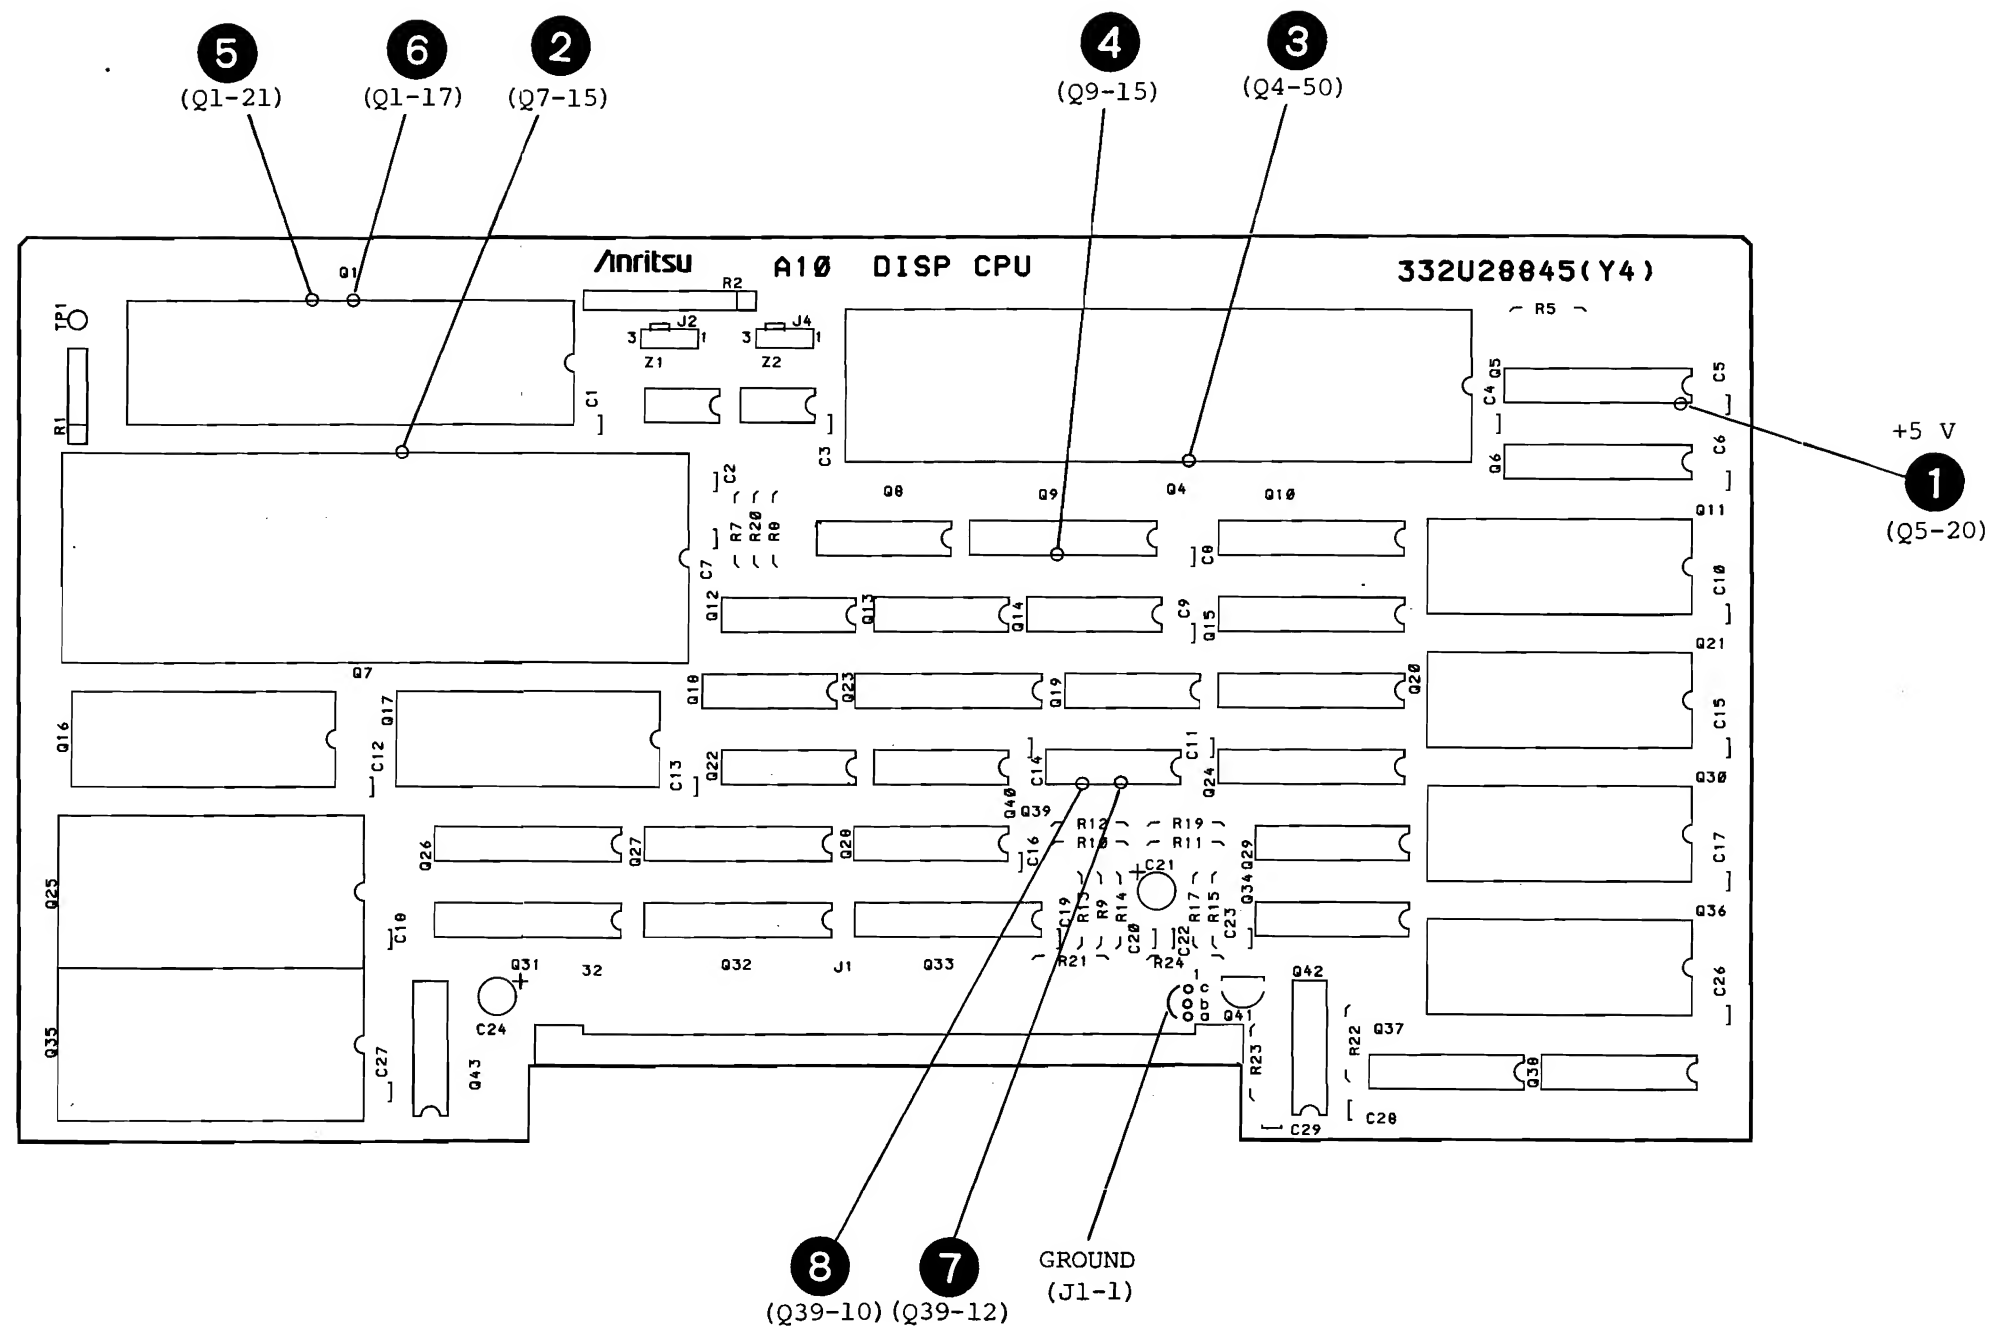 5 6 2 4 3
(Q1-21) (Q1-17) (Q7-15) (Q9-15) (Q4-50)
Anritsu A10 DISP CPU 332U28845(Y4)
Q1
R2
TP1
J2
3 1
Z1
J4
3 1
Z2
R5
R1
C1
C3
C4
Q5
C5
Q6
C6
+5 V
1
(Q5-20)
C2
R7
R20
R8
C7
Q8
Q9
Q4
Q10
Q11
C8
C10
Q12
Q13
Q14
C9
Q15
Q21
Q7
Q18
Q23
Q19
Q20
C15
Q16
C12
Q17
C13
Q22
C14
C11
Q24
Q30
Q40
Q39
Q26
Q27
Q28
C16
R12
R10
R19
R11
C21
Q29
C17
Q25
C18
C19
R13
R9
R14
C20
C22
R17
R15
C23
Q34
Q36
Q31
32
Q32
J1
Q33
R21
R24
1
c
b
a
Q41
Q42
C26
C24
Q35
C27
Q43
R23
R22
Q37
Q38
C28
C29
8 7
(Q39-10) (Q39-12)
GROUND
(J1-1)